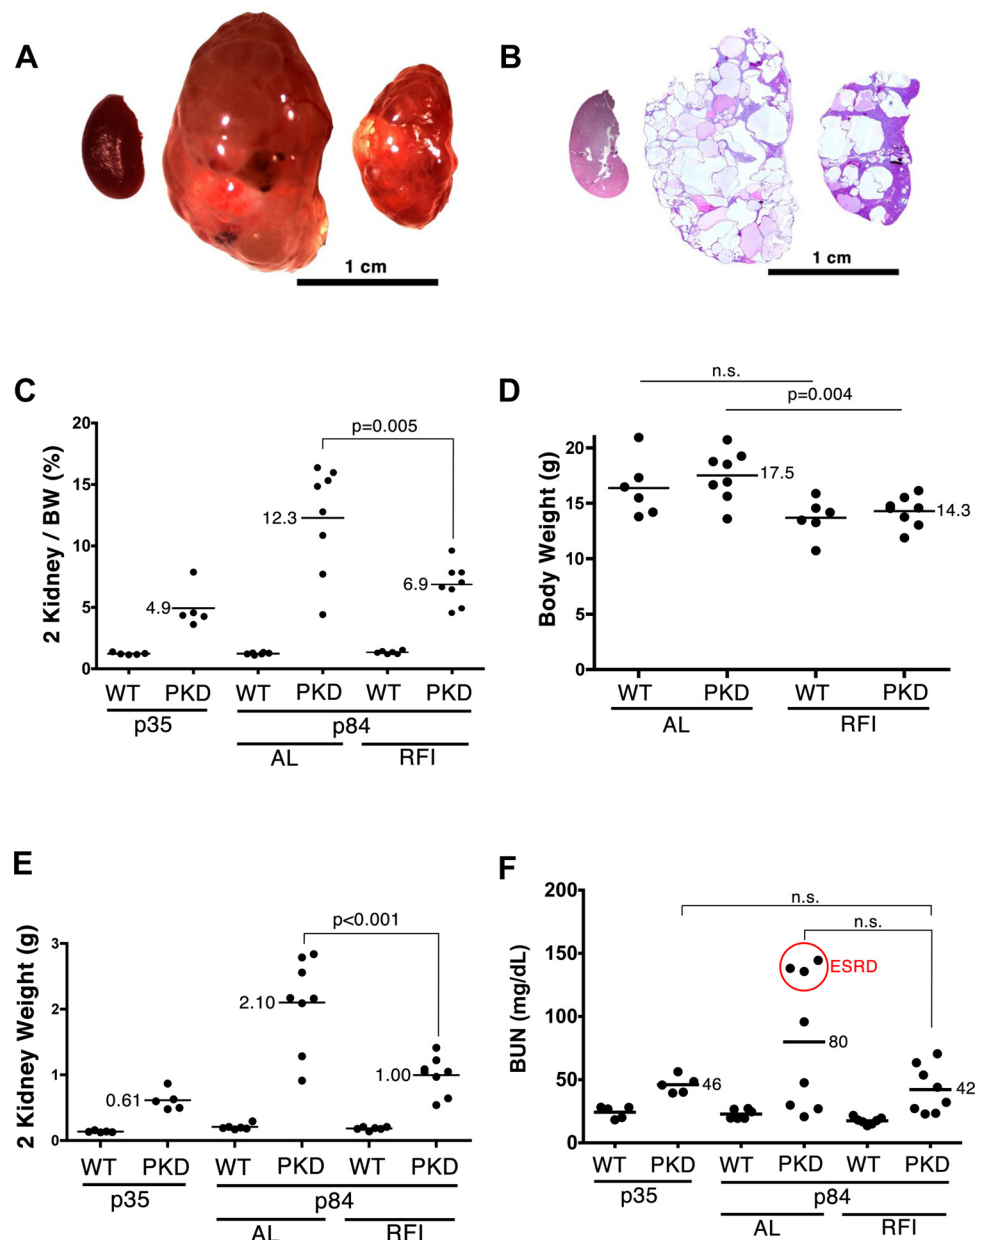 A
1 cm
B
1 cm
C
2 Kidney / BW (%)
20
15
10
5
0
p=0.005
4.9
12.3
6.9
WT PKD WT PKD WT PKD
p35 p84
AL RFI
D
Body Weight (g)
20
15
10
5
0
n.s.
p=0.004
17.5
14.3
WT PKD WT PKD
AL RFI
E
2 Kidney Weight (g)
3
2
1
0
p<0.001
0.61
2.10
1.00
WT PKD WT PKD WT PKD
p35 p84
AL RFI
F
BUN (mg/dL)
200
150
100
50
0
n.s.
n.s.
ESRD
46
80
42
WT PKD WT PKD WT PKD
p35 p84
AL RFI